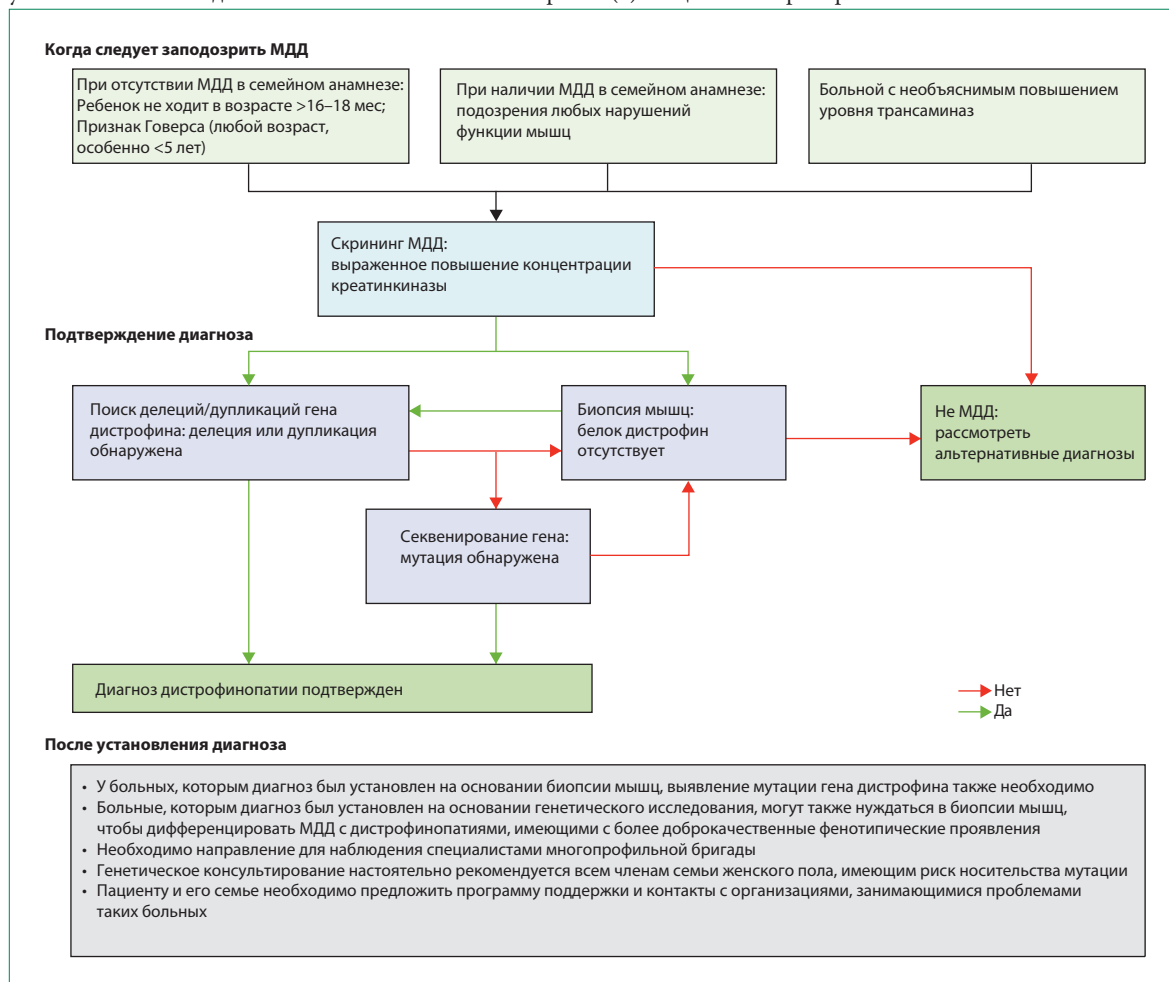 Когда следует заподозрить МДД
При отсутствии МДД в семейном анамнезе:
Ребенок не ходит в возрасте >16–18 мес;
Признак Говерса (любой возраст,
особенно <5 лет)
При наличии МДД в семейном анамнезе:
подозрения любых нарушений
функции мышц
Больной с необъяснимым повышением
уровня трансаминаз
Скрининг МДД:
выраженное повышение концентрации
креатинкиназы
Подтверждение диагноза
Поиск делеций/дупликаций гена
дистрофина: делеция или дупликация
обнаружена
Биопсия мышц:
белок дистрофин
отсутствует
Не МДД:
рассмотреть
альтернативные диагнозы
Секвенирование гена:
мутация обнаружена
Диагноз дистрофинопатии подтвержден
Нет
Да
После установления диагноза
• У больных, которым диагноз был установлен на основании биопсии мышц, выявление мутации гена дистрофина также необходимо
• Больные, которым диагноз был установлен на основании генетического исследования, могут также нуждаться в биопсии мышц,
чтобы дифференцировать МДД с дистрофинопатиями, имеющими с более доброкачественные фенотипические проявления
• Необходимо направление для наблюдения специалистами многопрофильной бригады
• Генетическое консультирование настоятельно рекомендуется всем членам семьи женского пола, имеющим риск носительства мутации
• Пациенту и его семье необходимо предложить программу поддержки и контакты с организациями, занимающимися проблемами
таких больных